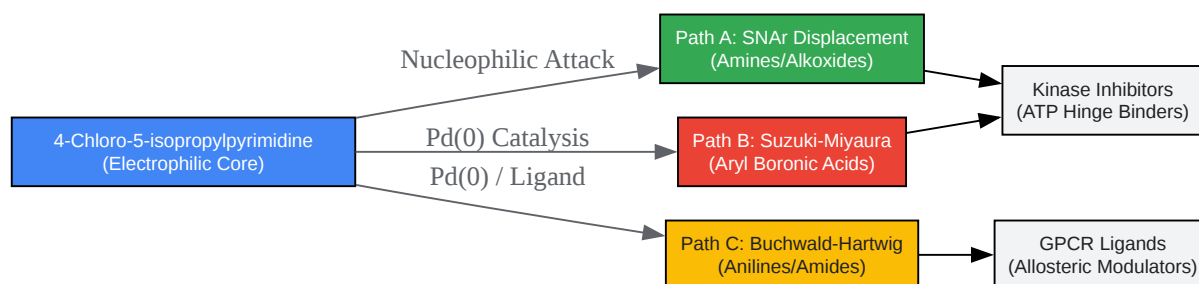 4-Chloro-5-isopropylpyrimidine
(Electrophilic Core)
Nucleophilic Attack
Pd(0) Catalysis
Pd(0) / Ligand
Path A: SNAr Displacement
(Amines/Alkoxides)
Path B: Suzuki-Miyaura
(Aryl Boronic Acids)
Path C: Buchwald-Hartwig
(Anilines/Amides)
Kinase Inhibitors
(ATP Hinge Binders)
GPCR Ligands
(Allosteric Modulators)